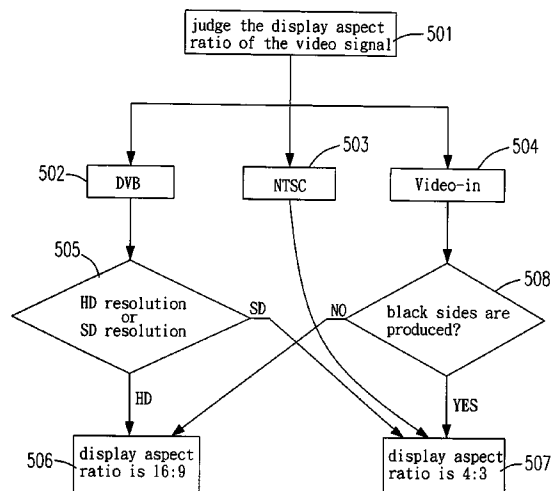 judge the display aspect
ratio of the video signal
501
503
502
504
DVB
NTSC
Video-in
505
508
HD resolution
or
SD resolution
SD
NO
black sides are
produced?
HD
YES
506
display aspect
ratio is 16:9
display aspect
ratio is 4:3
507